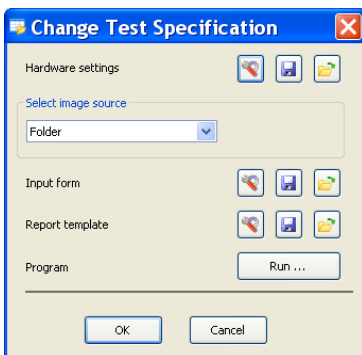 Change Test Specification
Hardware settings
Select image source
Folder
Input form
Report template
Program
Run ...
OK
Cancel